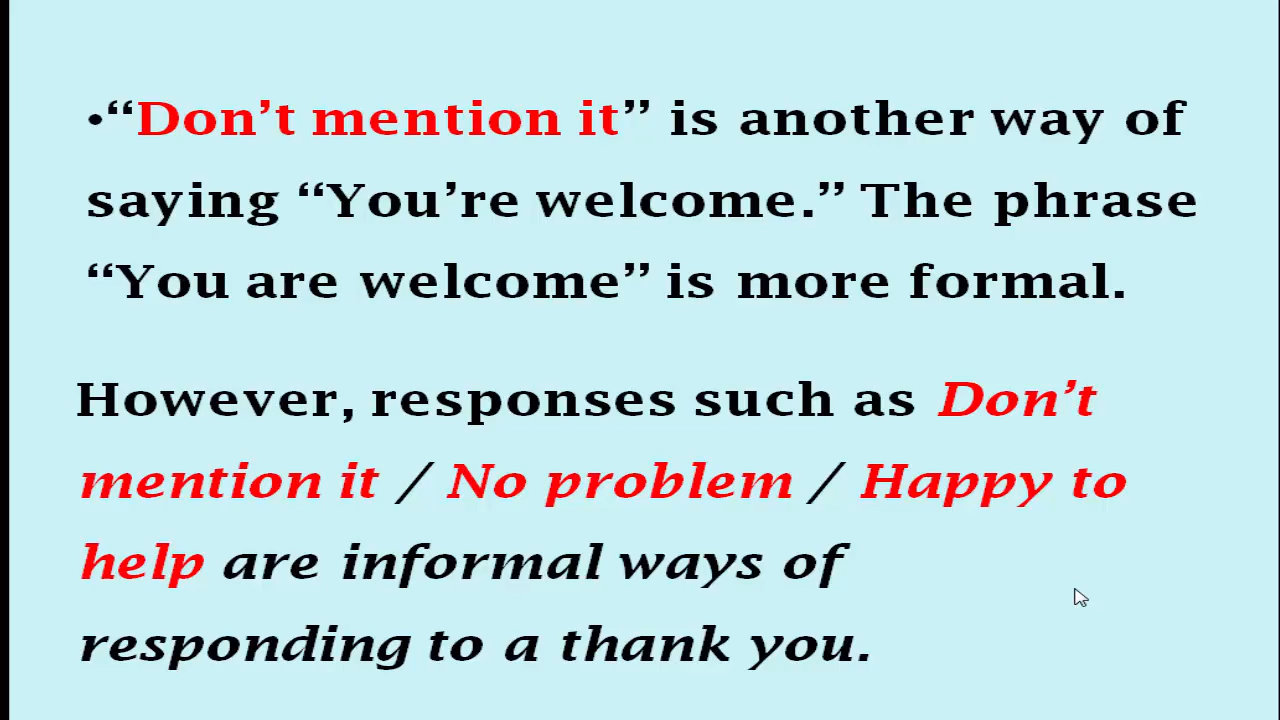 •“Don’t mention it” is another way of
saying “You’re welcome.” The phrase
“You are welcome” is more formal.
However, responses such as Don’t
mention it / No problem / Happy to
help are informal ways of
responding to a thank you.